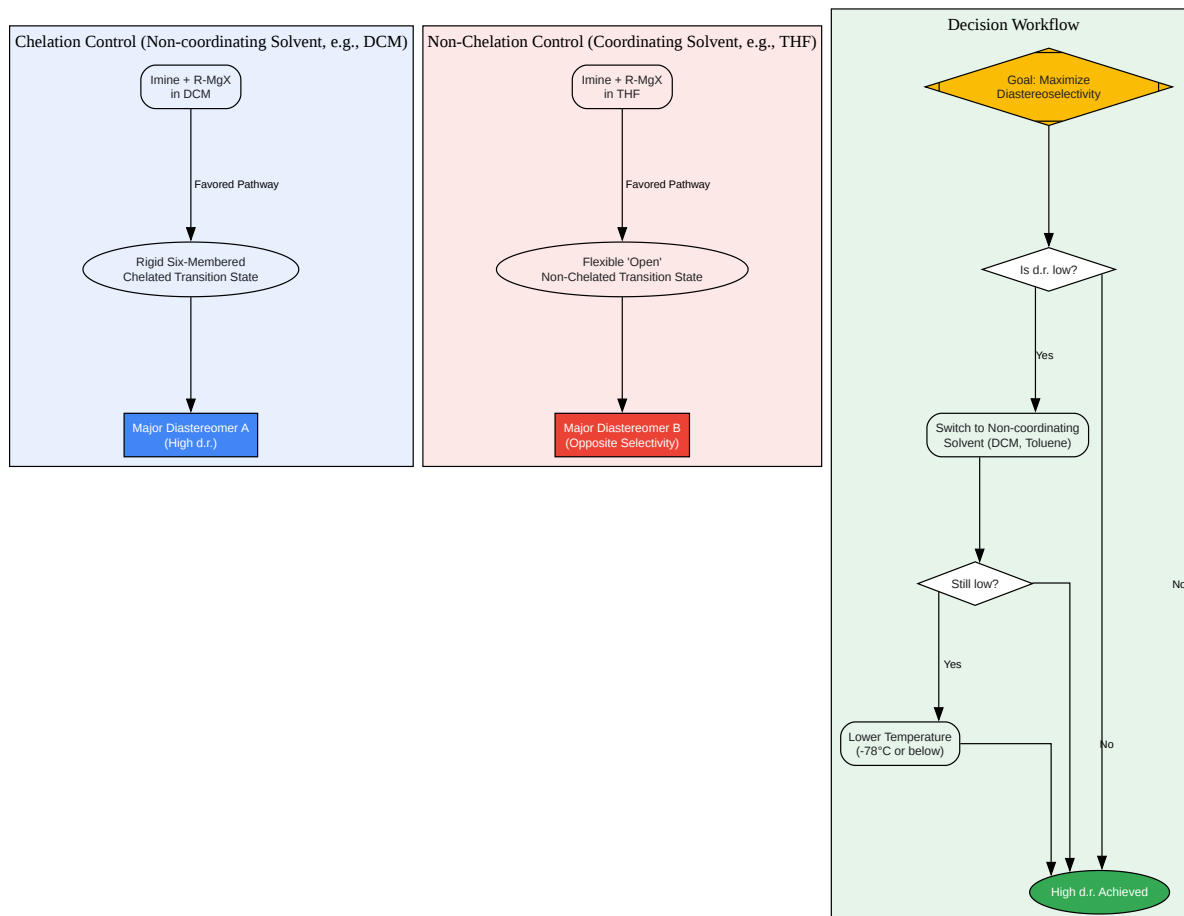 Chelation Control (Non-coordinating Solvent, e.g., DCM)
Imine + R-MgX
in DCM
Favored Pathway
Rigid Six-Membered
Chelated Transition State
Major Diastereomer A
(High d.r.)
Non-Chelation Control (Coordinating Solvent, e.g., THF)
Imine + R-MgX
in THF
Favored Pathway
Flexible 'Open'
Non-Chelated Transition State
Major Diastereomer B
(Opposite Selectivity)
Decision Workflow
Goal: Maximize
Diastereoselectivity
Is d.r. low?
Yes
Switch to Non-coordinating
Solvent (DCM, Toluene)
Still low?
No
Yes
Lower Temperature
(-78°C or below)
No
High d.r. Achieved